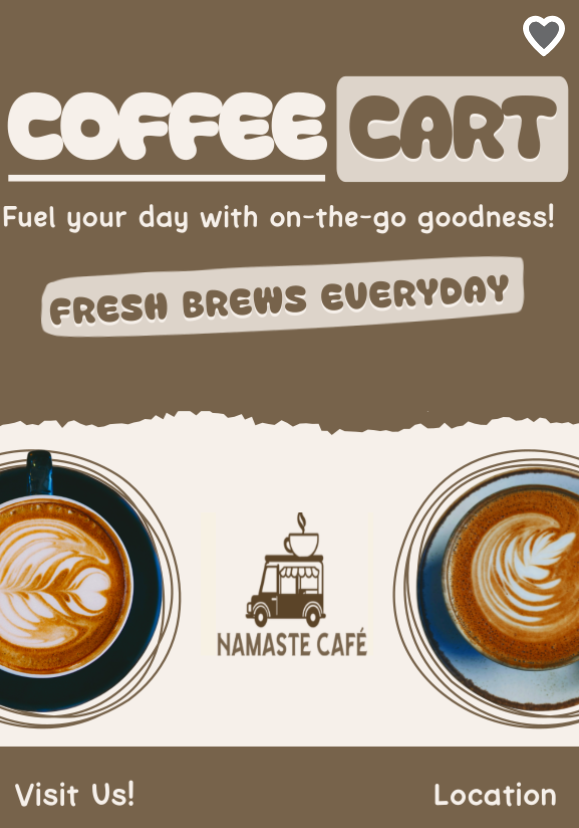 COFFEE CART
Fuel your day with on-the-go goodness!
FRESH BREWS EVERYDAY
NAMASTE CAFÉ
Visit Us! Location